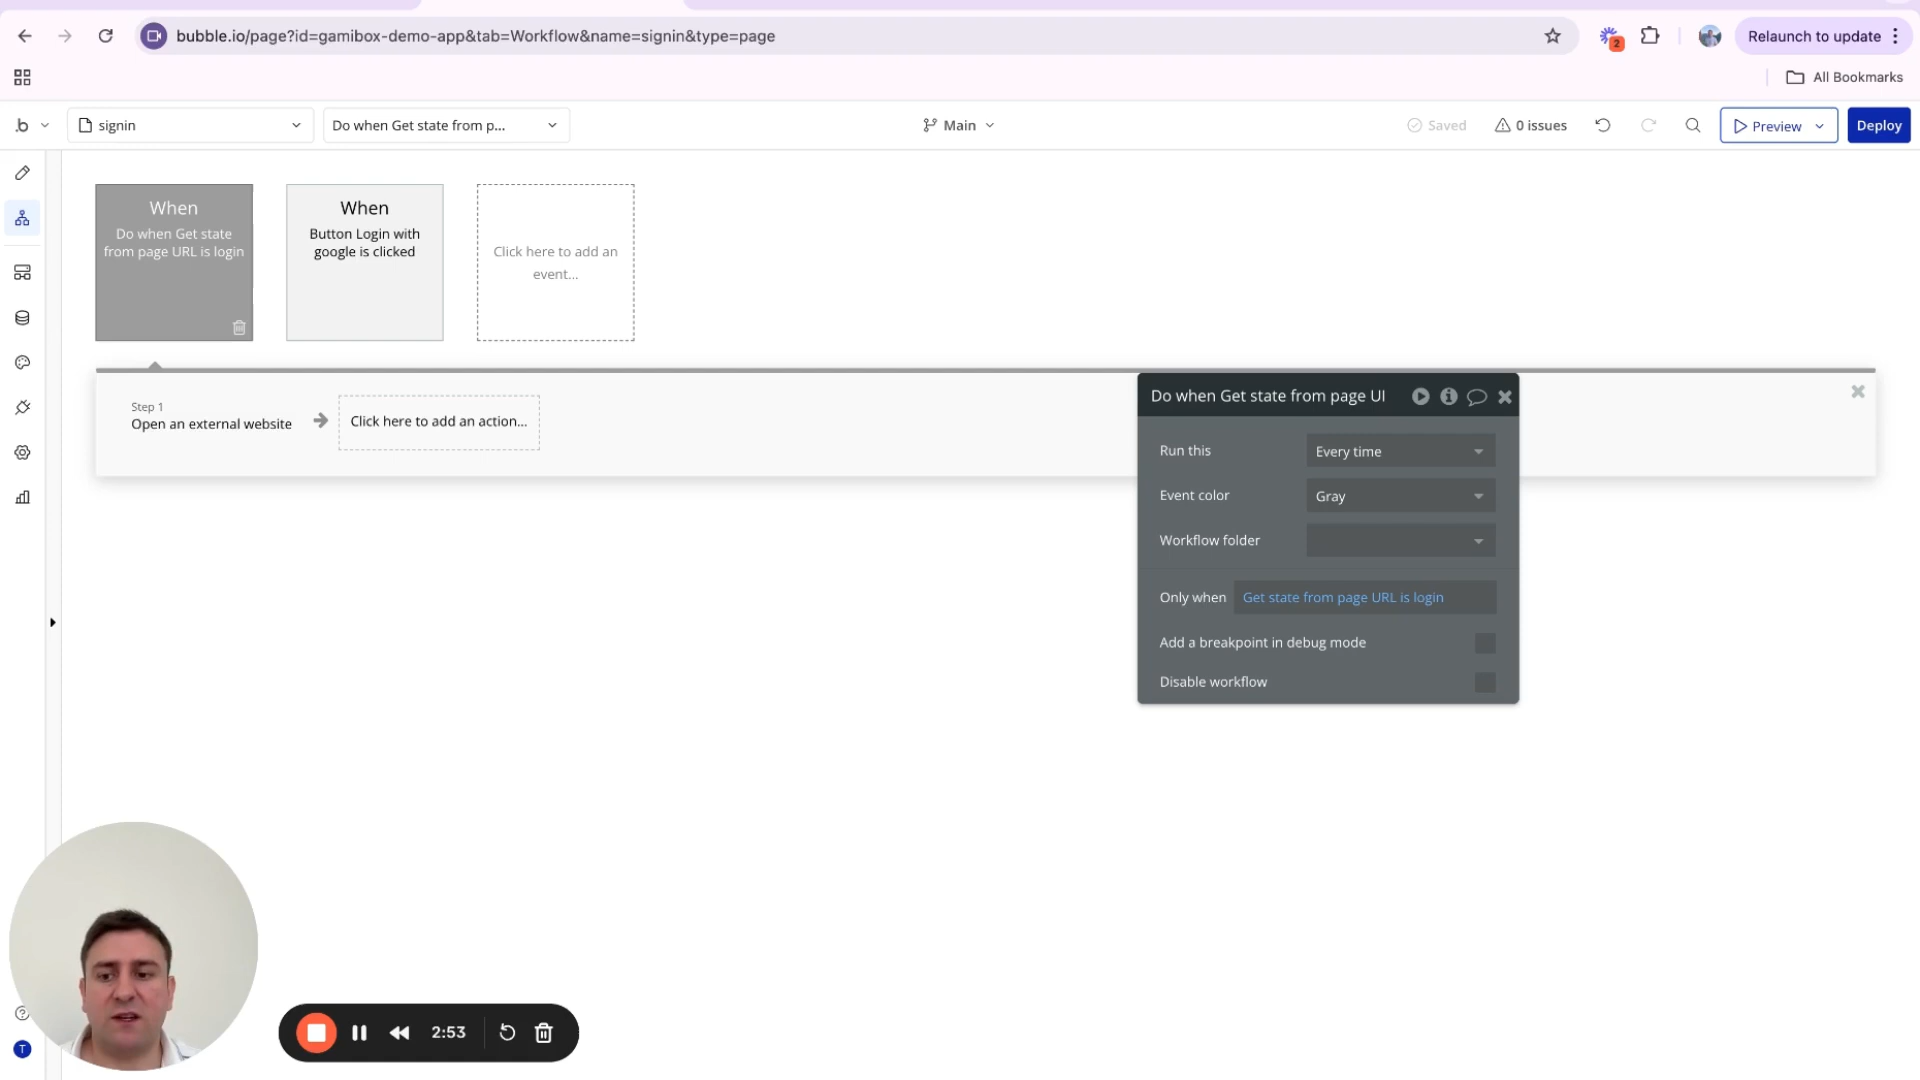 bubble.io/page?id=gamibox-demo-app&tab=Workflow&name=signin&type=page
2
Relaunch to update
All Bookmarks
.b
signin
Do when Get state from p...
Main
Saved
0 issues
Preview
Deploy
When
Do when Get state
from page URL is login
When
Button Login with
google is clicked
Click here to add an
event...
Step 1
Open an external website
Click here to add an action...
Do when Get state from page UI
Run this
Every time
Event color
Gray
Workflow folder
Only when
Get state from page URL is login
Add a breakpoint in debug mode
Disable workflow
2:53
T